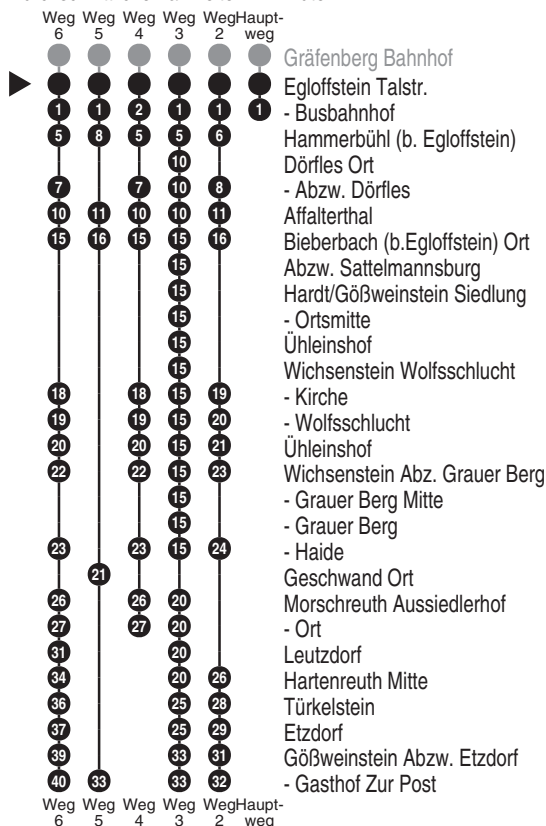 Weg Weg Weg Weg Weg Haupt-
6 5 4 3 2 weg
Gräfenberg Bahnhof
Egloffstein Talstr.
1 1 2 1 1 1 - Busbahnhof
5 8 5 5 6 Hammerbühl (b. Egloffstein)
10 Dörfles Ort
7 7 10 8 - Abzw. Dörfles
10 11 10 10 11 Affalterthal
15 16 15 15 16 Bieberbach (b.Egloffstein) Ort
15 Abzw. Sattelmannsburg
15 Hardt/Gößweinstein Siedlung
15 - Ortsmitte
15 Ühleinshof
15 Wichsenstein Wolfsschlucht
18 18 15 19 - Kirche
19 19 15 20 - Wolfsschlucht
20 20 15 21 Ühleinshof
22 22 15 23 Wichsenstein Abz. Grauer Berg
15 - Grauer Berg Mitte
15 - Grauer Berg
23 23 15 24 - Haide
21 Geschwand Ort
26 26 20 Morschreuth Aussiedlerhof
27 27 20 - Ort
31 20 Leutzdorf
34 20 26 Hartenreuth Mitte
36 25 28 Türkelstein
37 25 29 Etzdorf
39 33 31 Gößweinstein Abzw. Etzdorf
40 33 33 32 - Gasthof Zur Post
Weg Weg Weg Weg Weg Haupt-
6 5 4 3 2 weg